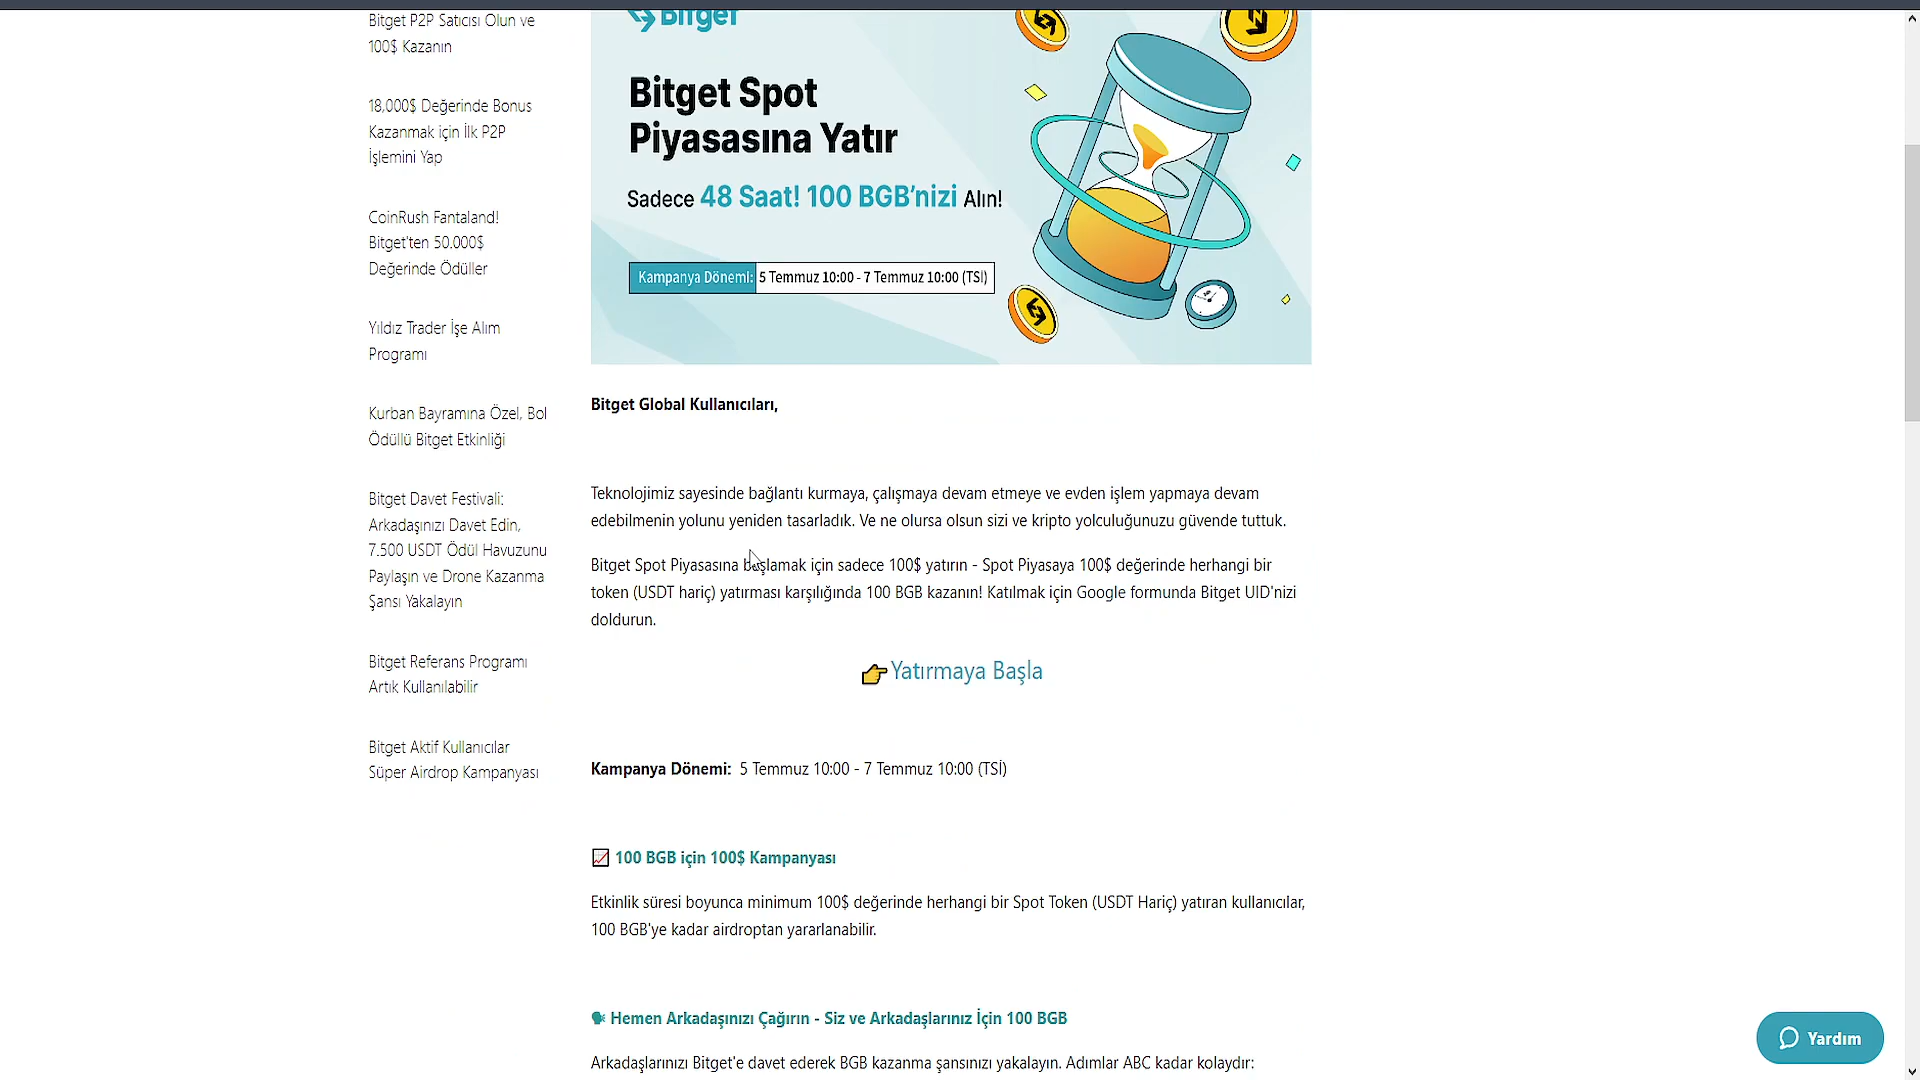 Bitget P2P Satıcısı Olun ve
100$ Kazanın
18,000$ Değerinde Bonus
Kazanmak için İlk P2P
İşlemini Yap
CoinRush Fantaland!
Bitget'ten 50.000$
Değerinde Ödüller
Yıldız Trader İşe Alım
Programı
Kurban Bayramına Özel, Bol
Ödüllü Bitget Etkinliği
Bitget Davet Festivali:
Arkadaşınızı Davet Edin,
7.500 USDT Ödül Havuzunu
Paylaşın ve Drone Kazanma
Şansı Yakalayın
Bitget Referans Programı
Artık Kullanılabilir
Bitget Aktif Kullanıcılar
Süper Airdrop Kampanyası
Bitget
Bitget Spot
Piyasasına Yatır
Sadece 48 Saat! 100 BGB'nizi Alın!
Kampanya Dönemi: 5 Temmuz 10:00 - 7 Temmuz 10:00 (TSİ)
Bitget Global Kullanıcıları,
Teknolojimiz sayesinde bağlantı kurmaya, çalışmaya devam etmeye ve evden işlem yapmaya devam
edebilmenin yolunu yeniden tasarladık. Ve ne olursa olsun sizi ve kripto yolculuğunuzu güvende tuttuk.
Bitget Spot Piyasasına başlamak için sadece 100$ yatırın - Spot Piyasaya 100$ değerinde herhangi bir
token (USDT hariç) yatırması karşılığında 100 BGB kazanın! Katılmak için Google formunda Bitget UID'nizi
doldurun.
👉Yatırmaya Başla
Kampanya Dönemi: 5 Temmuz 10:00 - 7 Temmuz 10:00 (TSİ)
📈 100 BGB için 100$ Kampanyası
Etkinlik süresi boyunca minimum 100$ değerinde herhangi bir Spot Token (USDT Hariç) yatıran kullanıcılar,
100 BGB'ye kadar airdroptan yararlanabilir.
🗣 Hemen Arkadaşınızı Çağırın - Siz ve Arkadaşlarınız İçin 100 BGB
Arkadaşlarınızı Bitget'e davet ederek BGB kazanma şansınızı yakalayın. Adımlar ABC kadar kolaydır:
Yardım